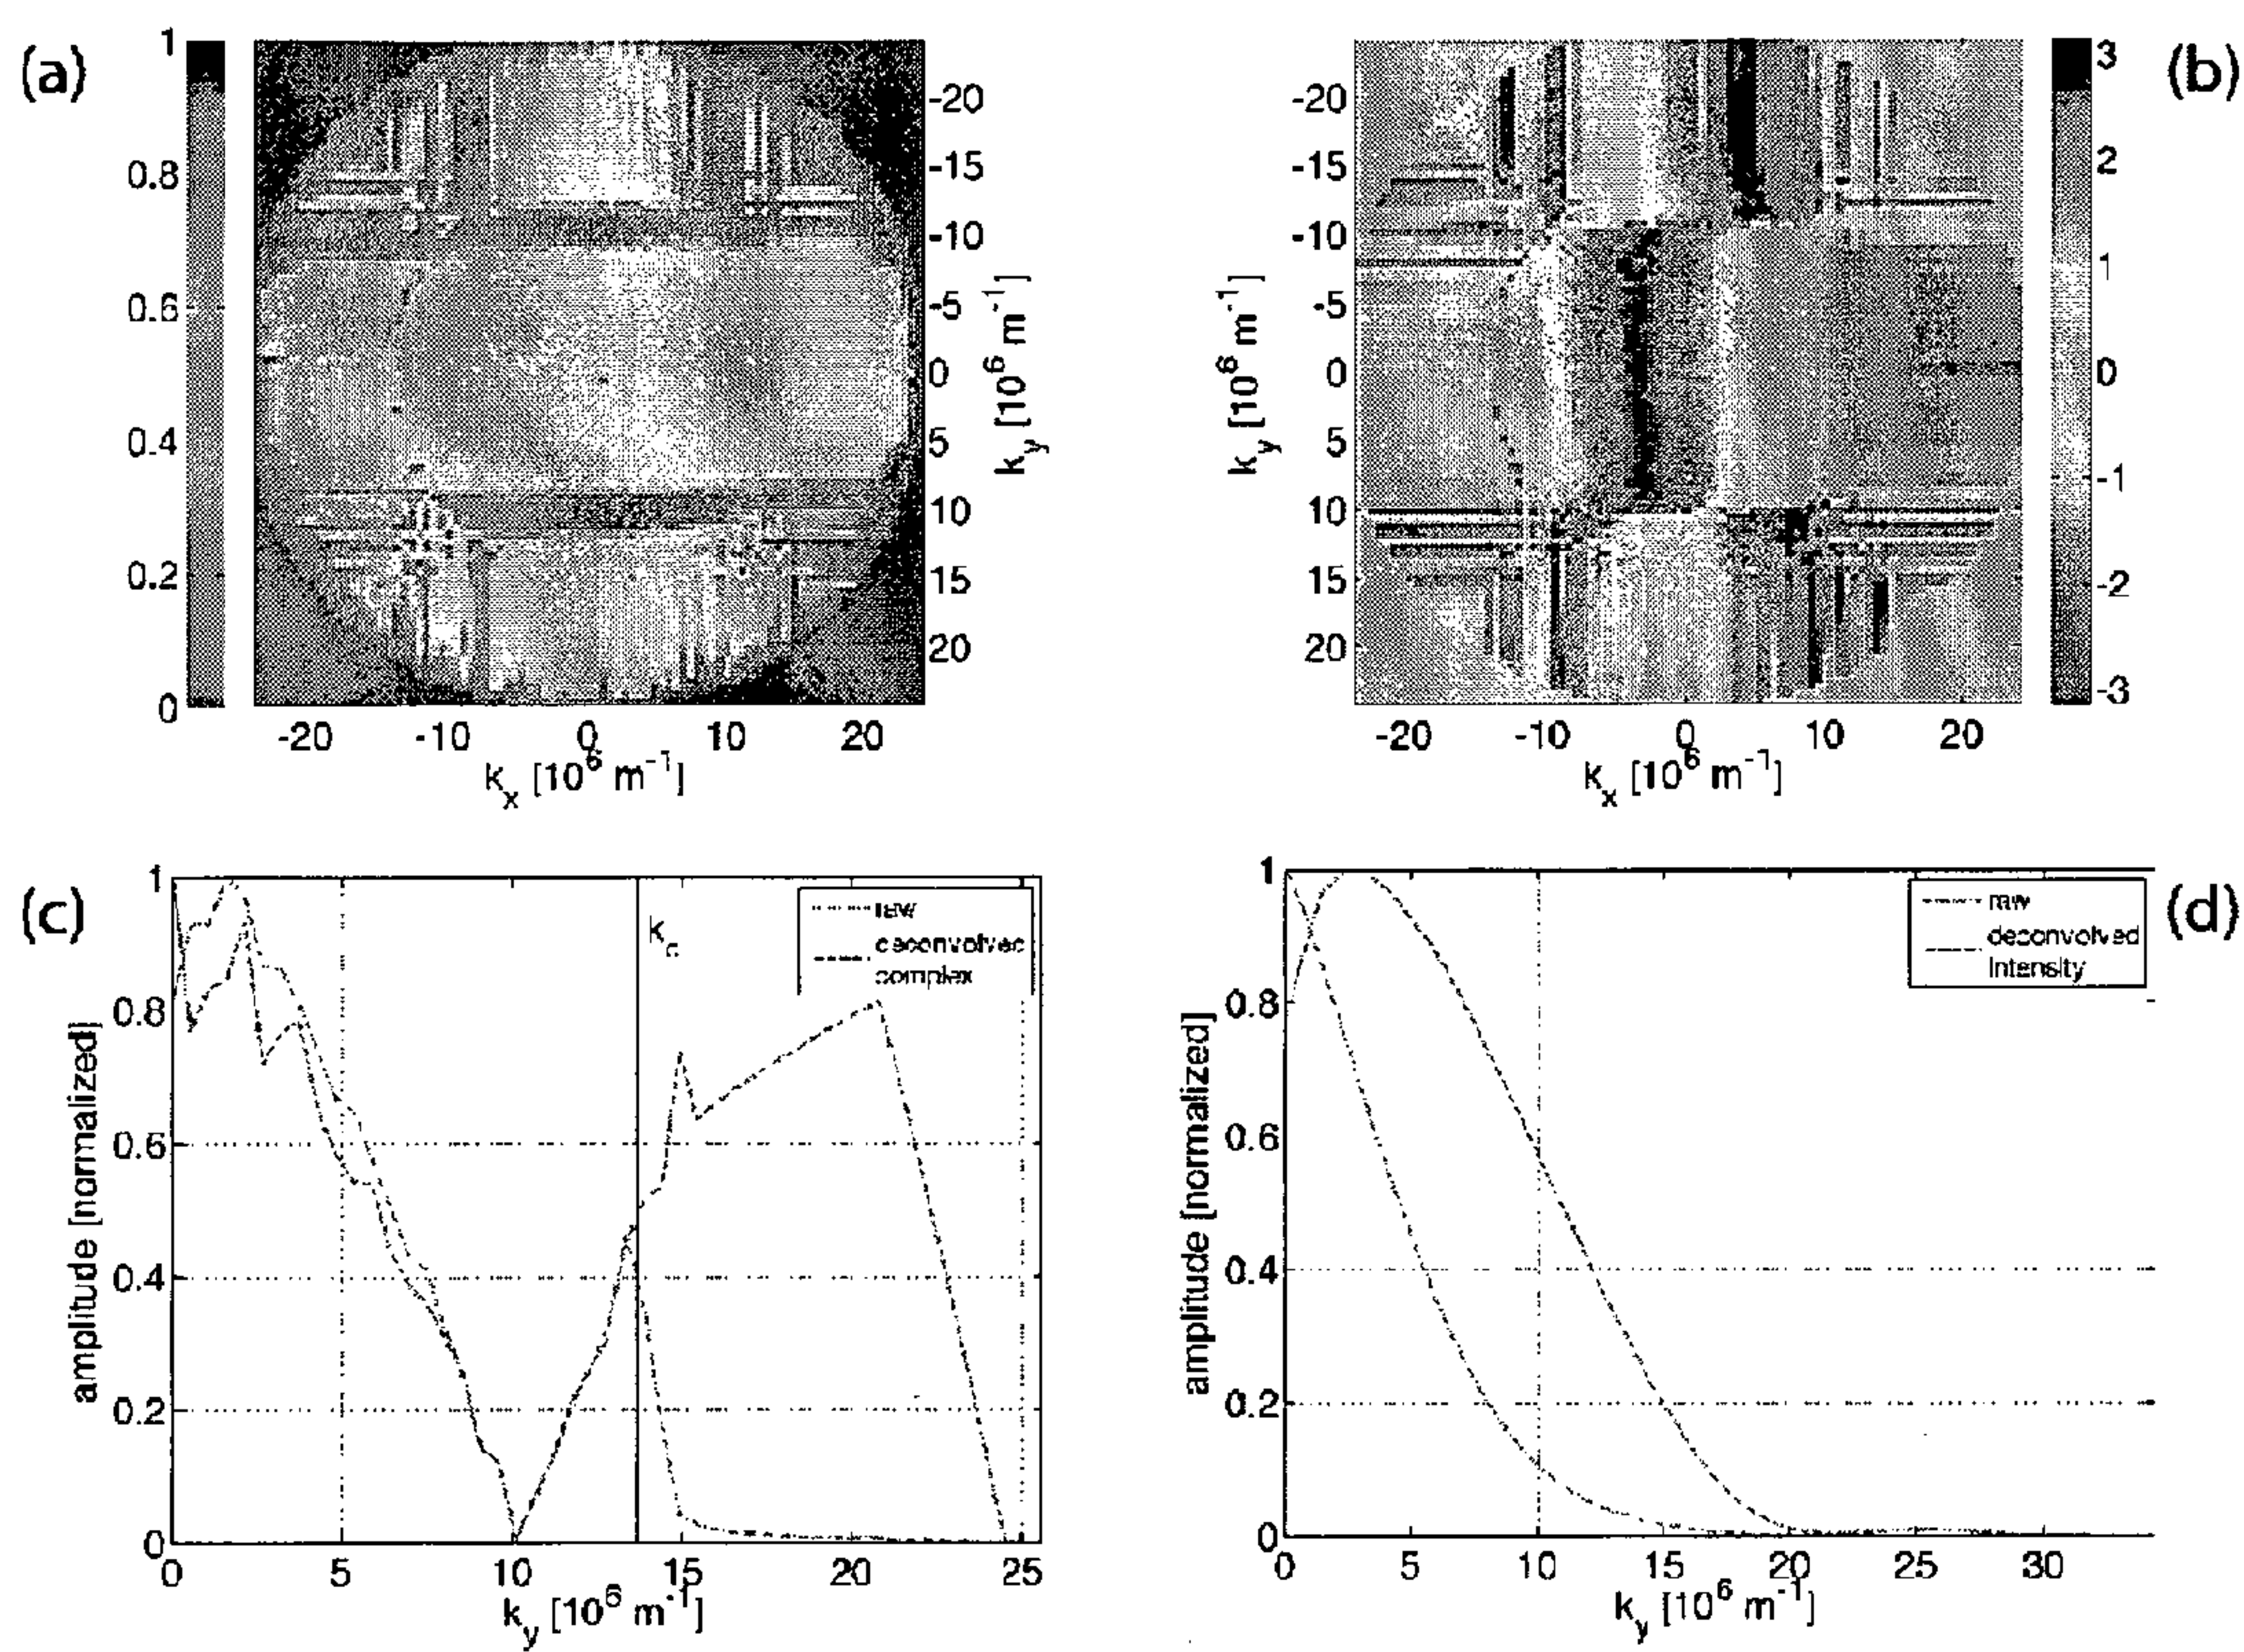 (a)
1
0.8
0.6
0.4
0.2
0
-20
-15
-10
-5
0
5
10
15
20
k_y [10^6 m^-1]
-20 -10 0 10 20
k_x [10^6 m^-1]
(b)
-20
-15
-10
-5
0
5
10
15
20
k_y [10^6 m^-1]
3
2
1
0
-1
-2
-3
-20 -10 0 10 20
k_x [10^6 m^-1]
(c)
1
0.8
0.6
0.4
0.2
0
amplitude [normalized]
k_c
raw
deconvolved
complex
0 5 10 15 20 25
k_y [10^6 m^-1]
(d)
1
0.8
0.6
0.4
0.2
0
amplitude [normalized]
raw
deconvolved
intensity
0 5 10 15 20 25 30
k_y [10^6 m^-1]